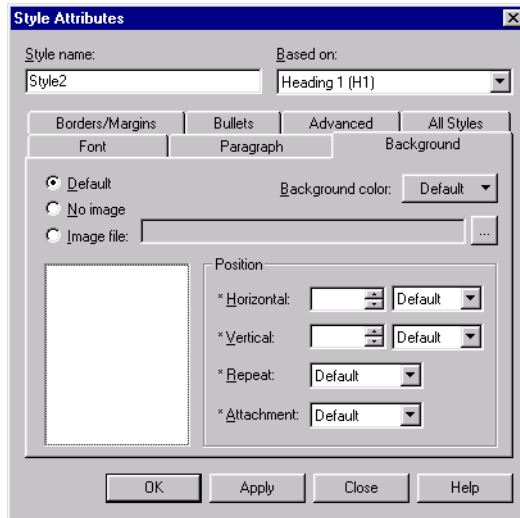 Style Attributes
Style name: Based on:
Style2 Heading 1 (H1)
Borders/Margins Bullets Advanced All Styles
Font Paragraph Background
Default Background color: Default
No image
Image file: ...
Position
* Horizontal: Default
* Vertical: Default
* Repeat: Default
* Attachment: Default
OK Apply Close Help